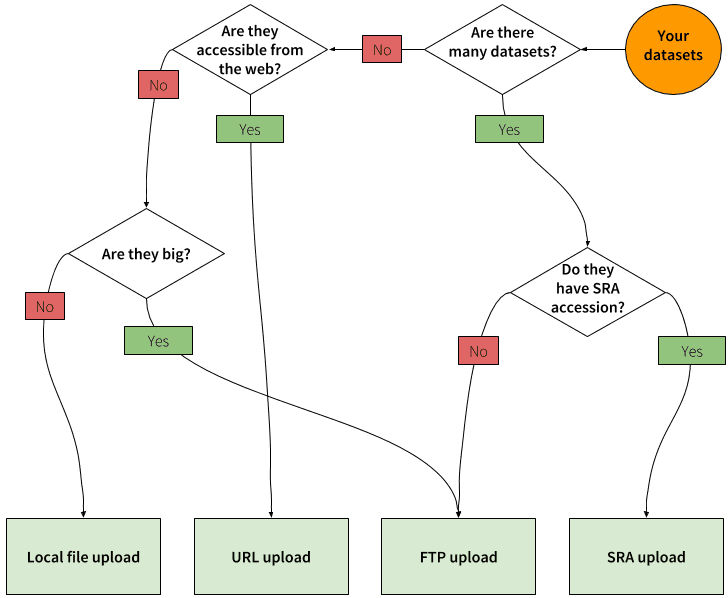 Are they
accessible from
the web?
Are there
many datasets?
Your
datasets
No
No
Yes
Yes
Are they big?
Do they
have SRA
accession?
No
Yes
No
Yes
Local file upload
URL upload
FTP upload
SRA upload